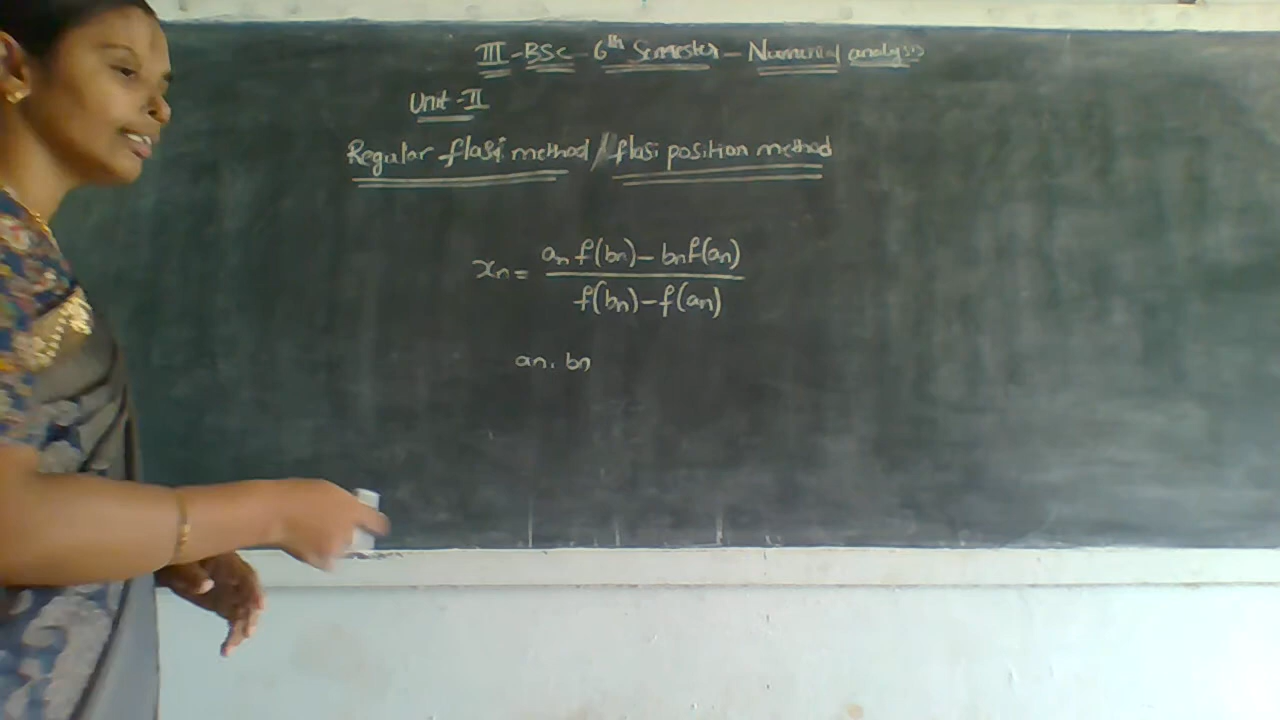 III - BSc - 6th Semester - Numerical analysis
Unit - II
Regular flasi method / flasi position method
xn = (an f(bn) - bn f(an)) / (f(bn) - f(an))
an, bn